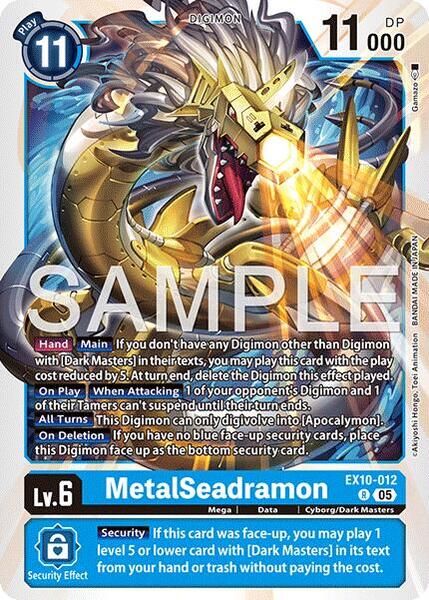 Play
11
DIGIMON
11000
DP
Gamazo
SAMPLE
©Akiyoshi Hongo, Toei Animation BANDAI MADE IN JAPAN
Hand Main If you don't have any Digimon other than Digimon
with [Dark Masters] in their texts, you may play this card with the play
cost reduced by 5. At turn end, delete the Digimon this effect played.
On Play When Attacking 1 of your opponent's Digimon and 1
of their Tamers can't suspend until their turn ends.
All Turns This Digimon can only digivolve into [Apocalymon].
On Deletion If you have no blue face-up security cards, place
this Digimon face up as the bottom security card.
Lv.6
MetalSeadramon
EX10-012
R 05
Mega Data Cyborg/Dark Masters
Security Effect
Security If this card was face-up, you may play 1
level 5 or lower card with [Dark Masters] in its text
from your hand or trash without paying the cost.